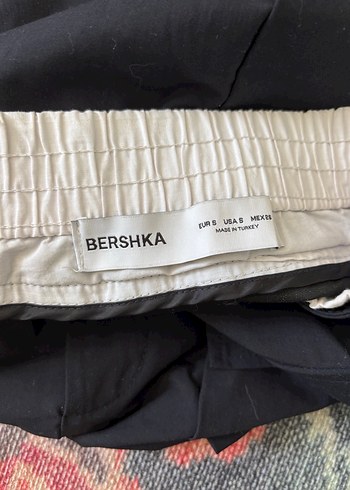 BERSHKA
EUR S USA S MEX 26
MADE IN TURKEY